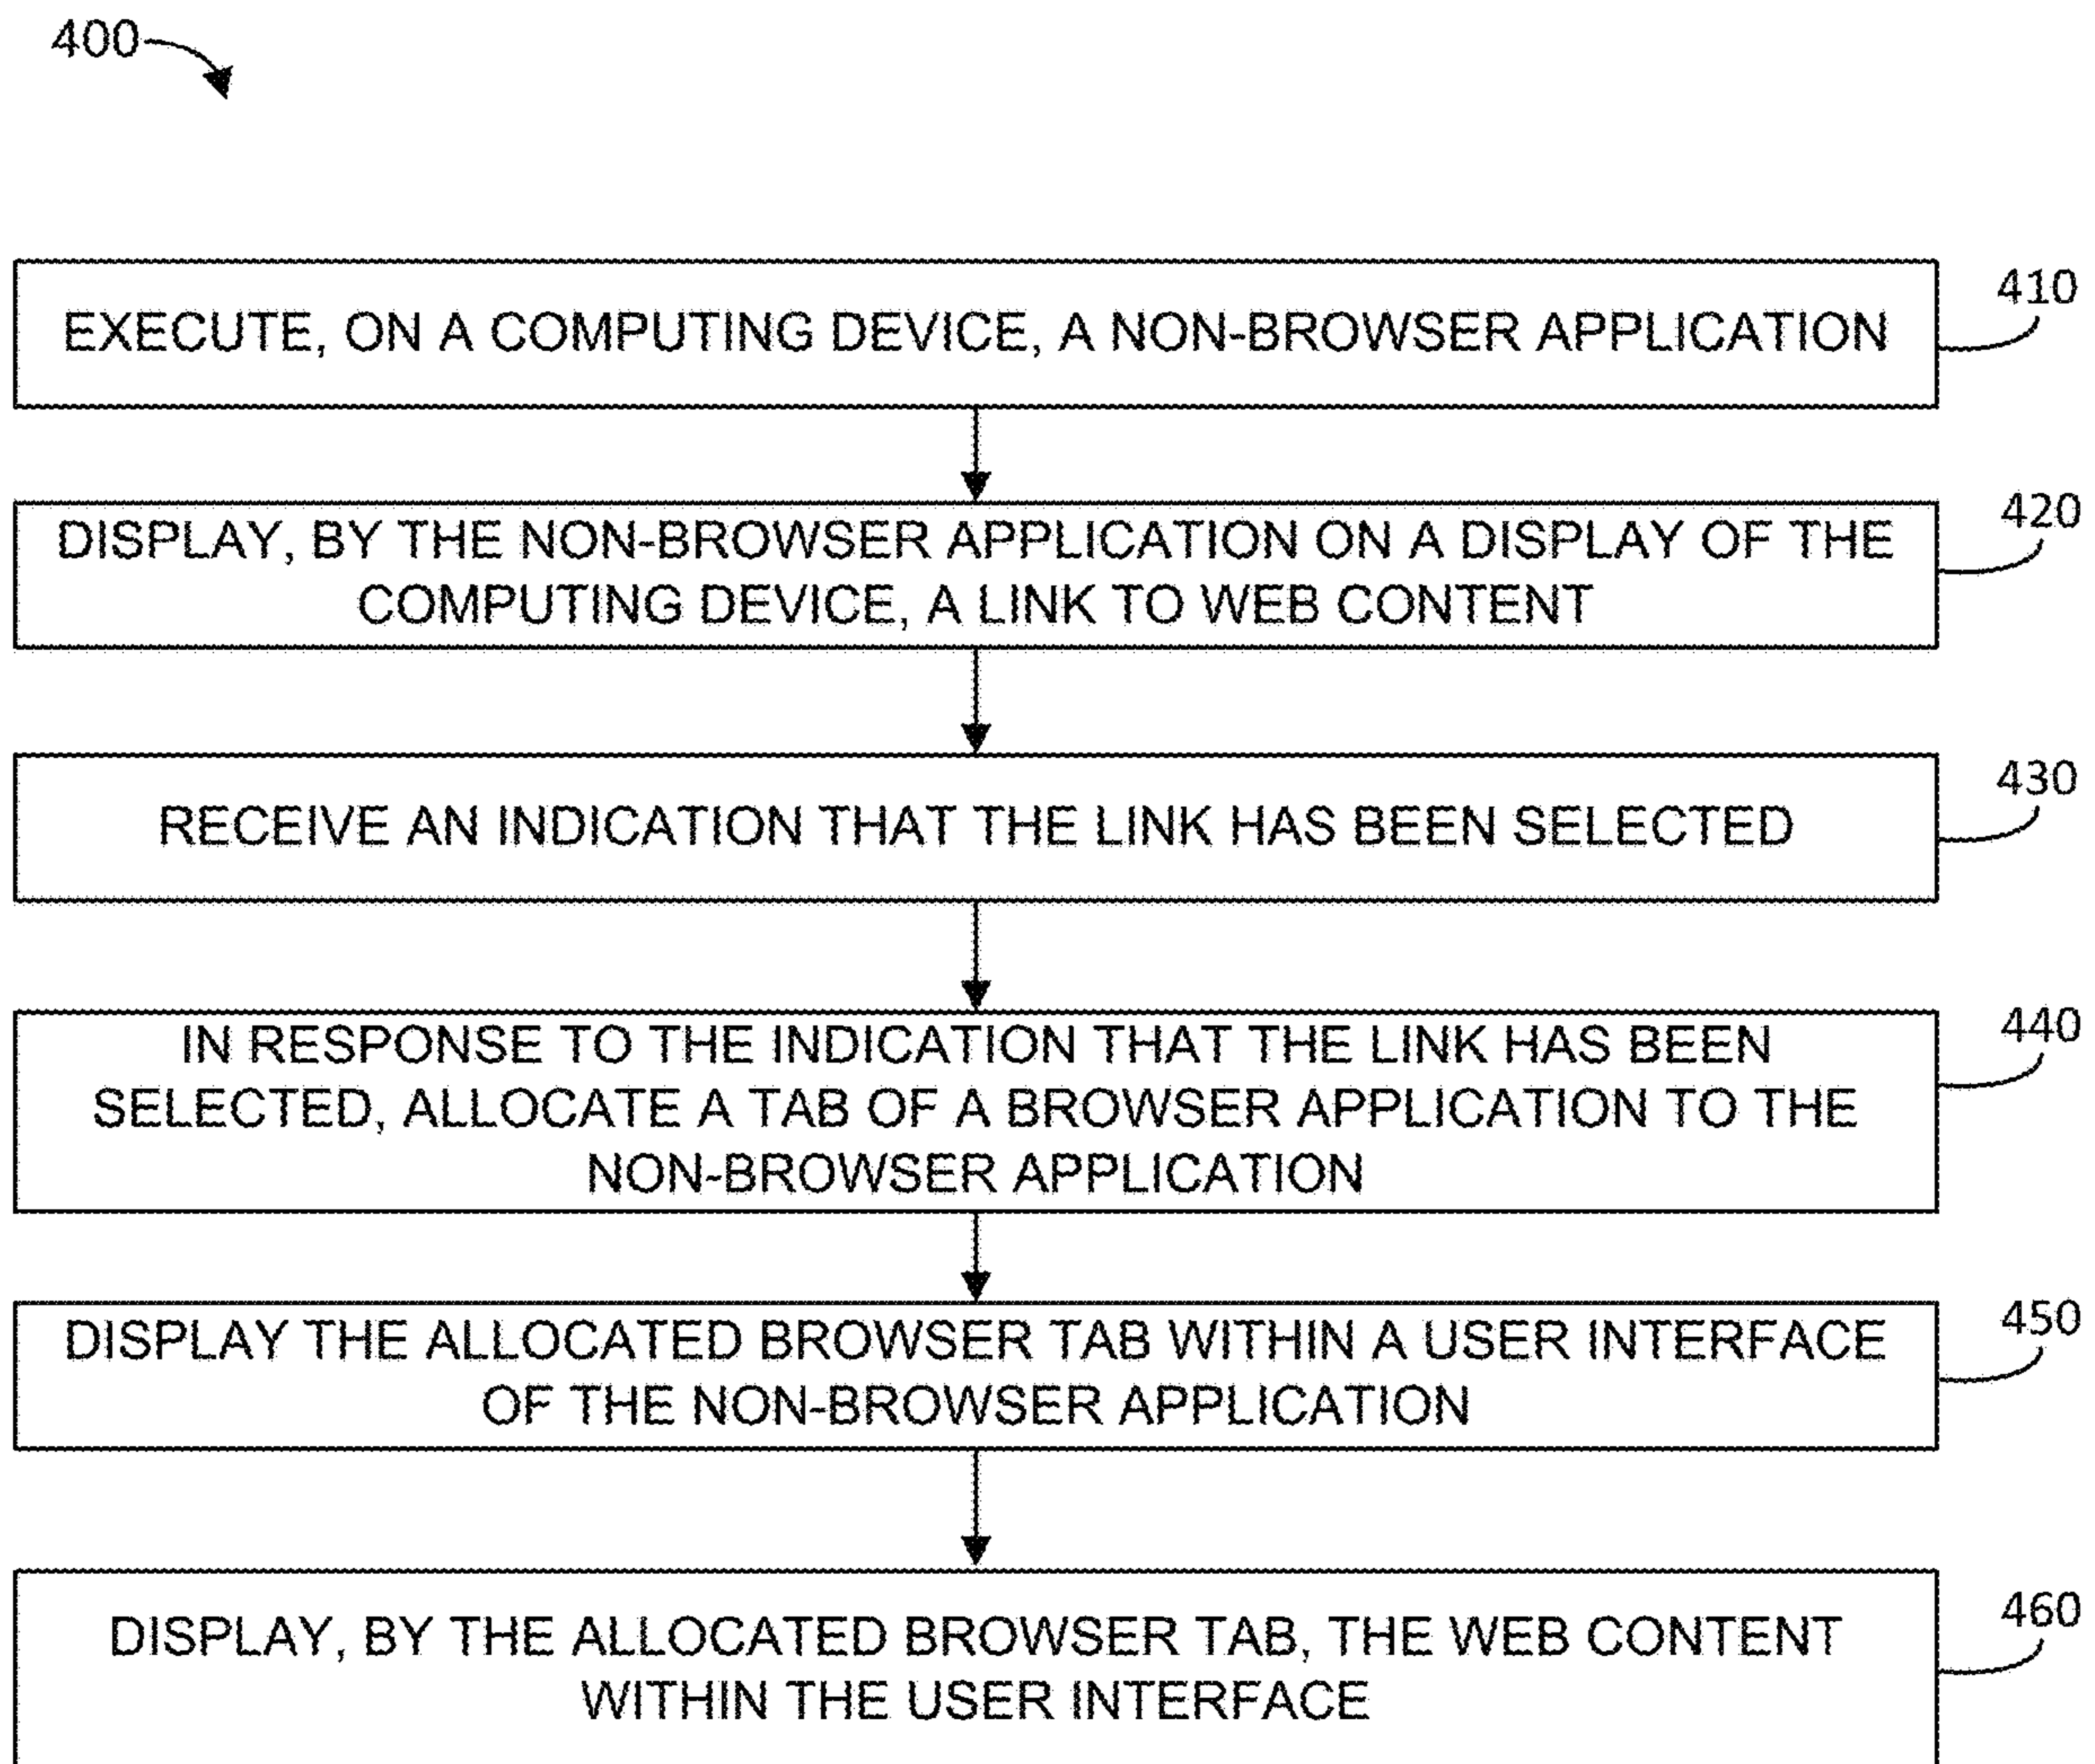 400
410
EXECUTE, ON A COMPUTING DEVICE, A NON-BROWSER APPLICATION
420
DISPLAY, BY THE NON-BROWSER APPLICATION ON A DISPLAY OF THE
COMPUTING DEVICE, A LINK TO WEB CONTENT
430
RECEIVE AN INDICATION THAT THE LINK HAS BEEN SELECTED
440
IN RESPONSE TO THE INDICATION THAT THE LINK HAS BEEN
SELECTED, ALLOCATE A TAB OF A BROWSER APPLICATION TO THE
NON-BROWSER APPLICATION
450
DISPLAY THE ALLOCATED BROWSER TAB WITHIN A USER INTERFACE
OF THE NON-BROWSER APPLICATION
460
DISPLAY, BY THE ALLOCATED BROWSER TAB, THE WEB CONTENT
WITHIN THE USER INTERFACE